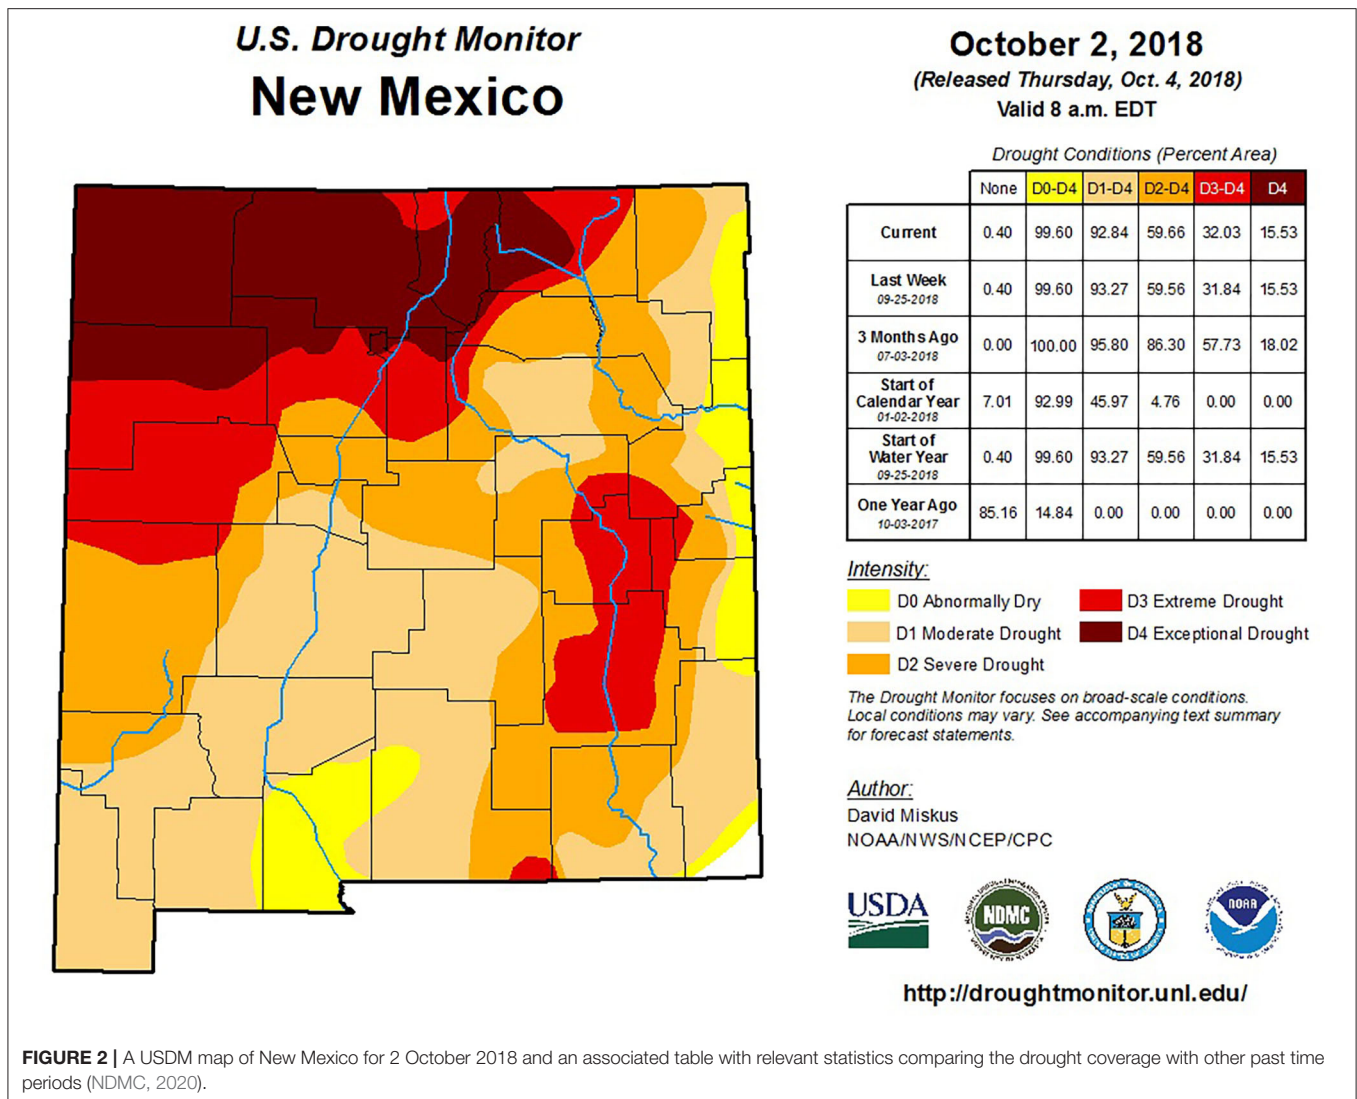 U.S. Drought Monitor
New Mexico
October 2, 2018
(Released Thursday, Oct. 4, 2018)
Valid 8 a.m. EDT
Drought Conditions (Percent Area)
None D0-D4 D1-D4 D2-D4 D3-D4 D4
Current 0.40 99.60 92.84 59.66 32.03 15.53
Last Week
09-25-2018
0.40 99.60 93.27 59.56 31.84 15.53
3 Months Ago
07-03-2018
0.00 100.00 95.80 86.30 57.73 18.02
Start of
Calendar Year
01-02-2018
7.01 92.99 45.97 4.76 0.00 0.00
Start of
Water Year
09-25-2018
0.40 99.60 93.27 59.56 31.84 15.53
One Year Ago
10-03-2017
85.16 14.84 0.00 0.00 0.00 0.00
Intensity:
D0 Abnormally Dry
D1 Moderate Drought
D2 Severe Drought
D3 Extreme Drought
D4 Exceptional Drought
The Drought Monitor focuses on broad-scale conditions.
Local conditions may vary. See accompanying text summary
for forecast statements.
Author:
David Miskus
NOAA/NWS/NCEP/CPC
USDA
NDMC
NOAA
http://droughtmonitor.unl.edu/
FIGURE 2 | A USDM map of New Mexico for 2 October 2018 and an associated table with relevant statistics comparing the drought coverage with other past time
periods (NDMC, 2020).